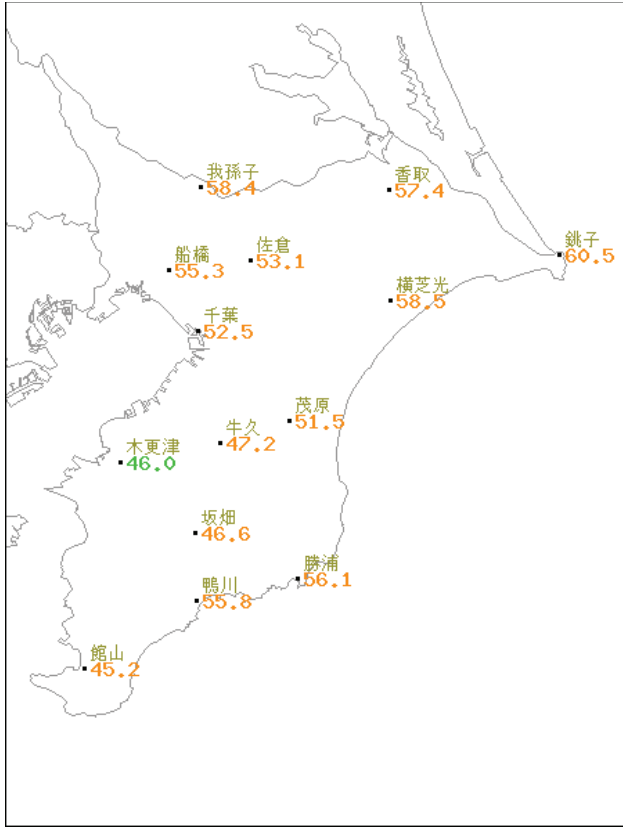 我孫子
58.4
香取
57.4
銚子
60.5
佐倉
53.1
船橋
55.3
横芝光
58.5
千葉
52.5
茂原
51.5
牛久
47.2
木更津
46.0
坂畑
46.6
勝浦
56.1
鴨川
55.8
館山
45.2